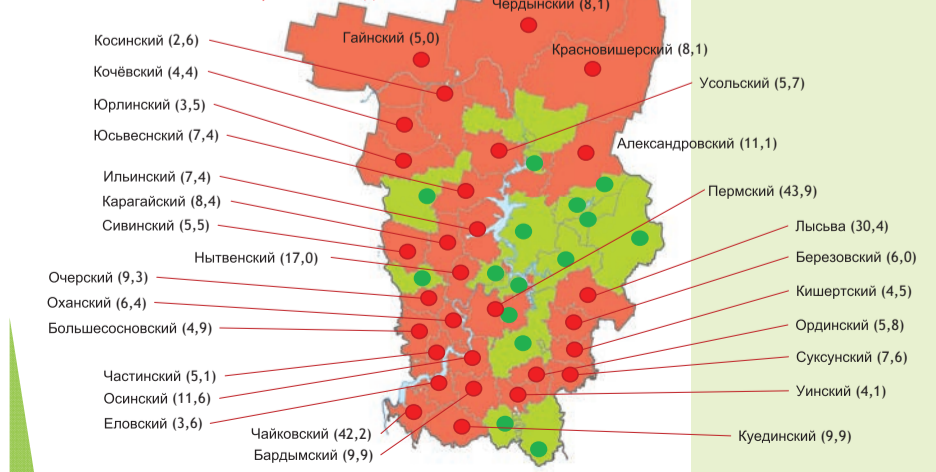 Чердынский (8,1)
Гайнский (5,0)
Косинский (2,6)
Красновишерский (8,1)
Кочёвский (4,4)
Усольский (5,7)
Юрлинский (3,5)
Юсьвеснский (7,4)
Александровский (11,1)
Ильинский (7,4)
Пермский (43,9)
Карагайский (8,4)
Сивинский (5,5)
Лысьва (30,4)
Нытвенский (17,0)
Березовский (6,0)
Очерский (9,3)
Кишертский (4,5)
Оханский (6,4)
Большесосновский (4,9)
Ординский (5,8)
Суксунский (7,6)
Частинский (5,1)
Уинский (4,1)
Осинский (11,6)
Еловский (3,6)
Чайковский (42,2)
Куединский (9,9)
Бардымский (9,9)